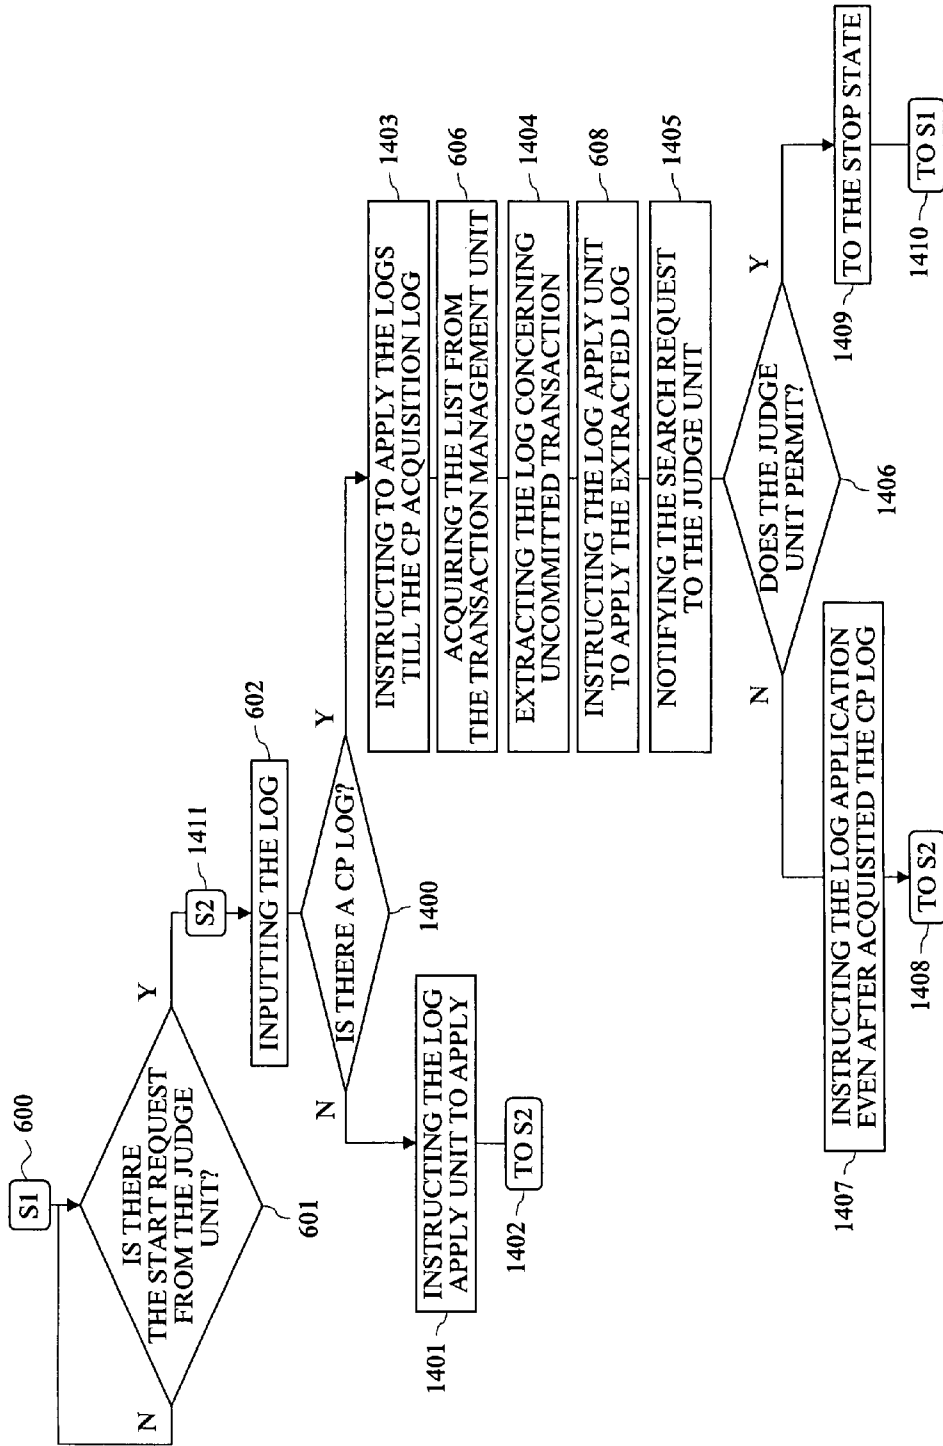 S1
600
IS THERE
THE START REQUEST
FROM THE JUDGE
UNIT?
601
N
Y
S2
1411
INPUTTING THE LOG
602
IS THERE A CP LOG?
1400
N
Y
INSTRUCTING THE LOG
APPLY UNIT TO APPLY
1401
TO S2
1402
INSTRUCTING TO APPLY THE LOGS
TILL THE CP ACQUISITION LOG
1403
ACQUIRING THE LIST FROM
THE TRANSACTION MANAGEMENT UNIT
606
EXTRACTING THE LOG CONCERNING
UNCOMMITTED TRANSACTION
1404
INSTRUCTING THE LOG APPLY UNIT
TO APPLY THE EXTRACTED LOG
608
NOTIFYING THE SEARCH REQUEST
TO THE JUDGE UNIT
1405
DOES THE JUDGE
UNIT PERMIT?
1406
N
Y
INSTRUCTING THE LOG APPLICATION
EVEN AFTER ACQUISITED THE CP LOG
1407
TO S2
1408
TO THE STOP STATE
1409
TO S1
1410